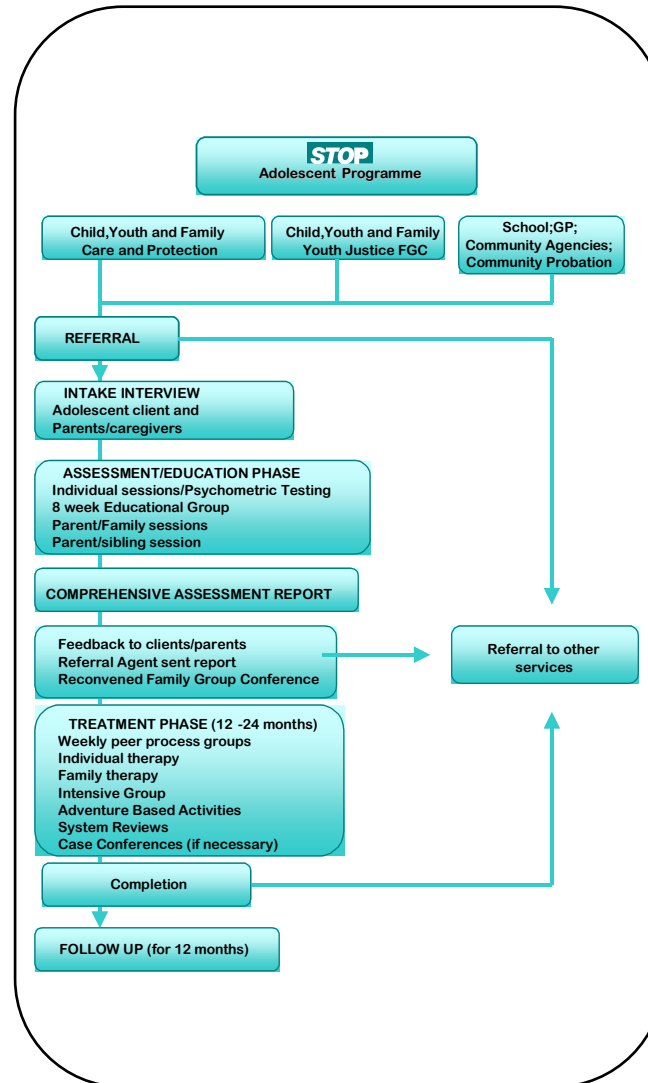 STOP
Adolescent Programme
Child,Youth and Family
Care and Protection
Child,Youth and Family
Youth Justice FGC
School;GP;
Community Agencies;
Community Probation
REFERRAL
INTAKE INTERVIEW
Adolescent client and
Parents/caregivers
ASSESSMENT/EDUCATION PHASE
Individual sessions/Psychometric Testing
8 week Educational Group
Parent/Family sessions
Parent/sibling session
COMPREHENSIVE ASSESSMENT REPORT
Feedback to clients/parents
Referral Agent sent report
Reconvened Family Group Conference
Referral to other
services
TREATMENT PHASE (12 -24 months)
Weekly peer process groups
Individual therapy
Family therapy
Intensive Group
Adventure Based Activities
System Reviews
Case Conferences (if necessary)
Completion
FOLLOW UP (for 12 months)